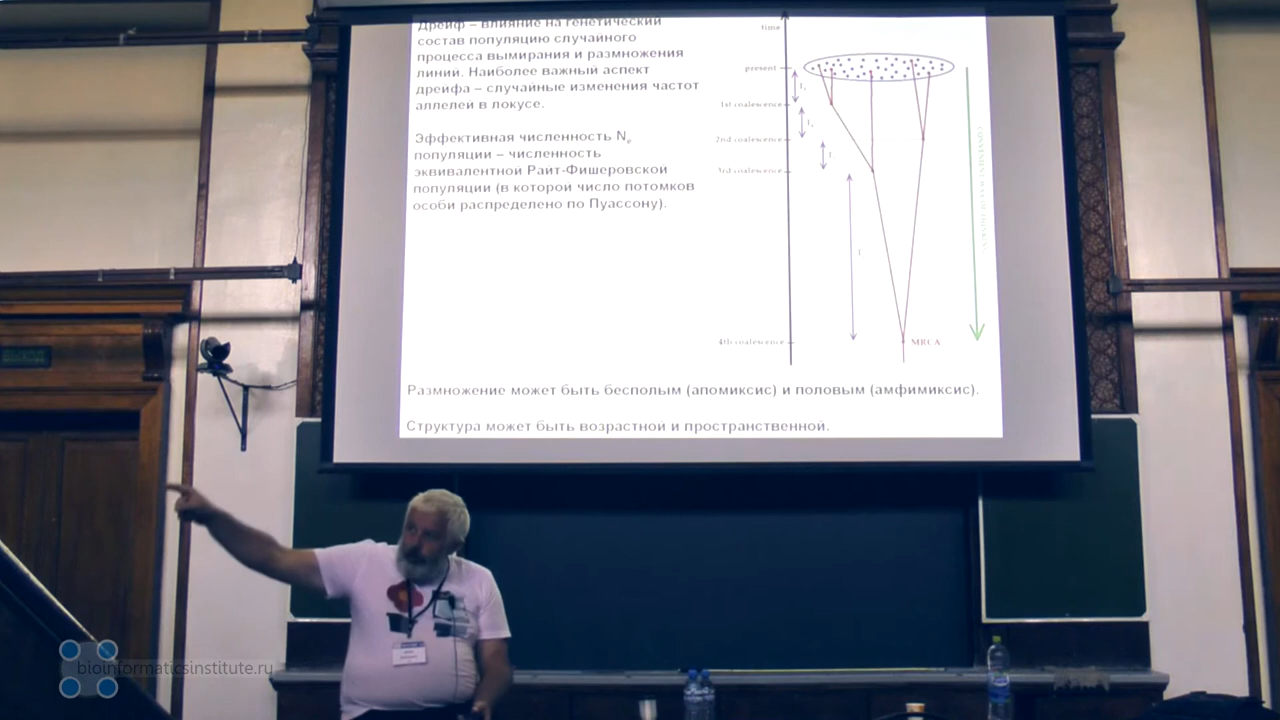 Дрейф – влияние на генетический
состав популяцию случайного
процесса вымирания и размножения
линий. Наиболее важный аспект
дрейфа – случайные изменения частот
аллелей в локусе.
Эффективная численность Ne
популяции – численность
эквивалентной Райт-Фишеровской
популяции (в которой число потомков
особи распределено по Пуассону).
time
present
1st coalescence
2nd coalescence
3rd coalescence
4th coalescence
MRCA
Размножение может быть бесполым (апомиксис) и половым (амфимиксис).
Структура может быть возрастной и пространственной.
ВЫХОД
bioinformaticsinstitute.ru